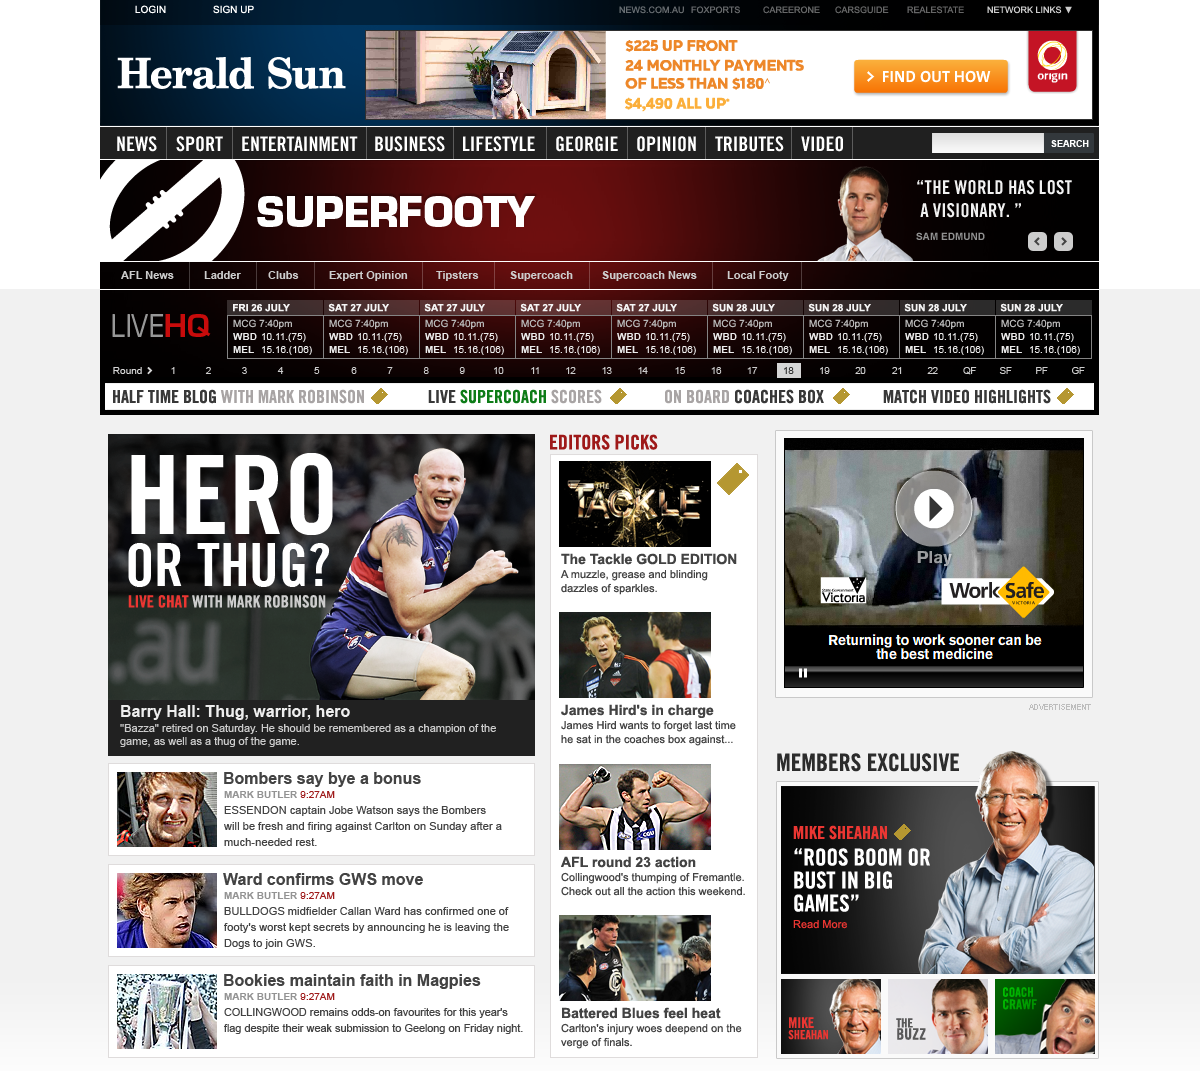 LOGIN SIGN UP NEWS.COM.AU FOXPORTS CAREERONE CARSGUIDE REALESTATE NETWORK LINKS
Herald Sun
$225 UP FRONT
24 MONTHLY PAYMENTS
OF LESS THAN $180^
$4,490 ALL UP*
FIND OUT HOW
origin
NEWS SPORT ENTERTAINMENT BUSINESS LIFESTYLE GEORGIE OPINION TRIBUTES VIDEO SEARCH
SUPERFOOTY
“THE WORLD HAS LOST
A VISIONARY. ”
SAM EDMUND
AFL News Ladder Clubs Expert Opinion Tipsters Supercoach Supercoach News Local Footy
LIVEHQ
FRI 26 JULY SAT 27 JULY SAT 27 JULY SAT 27 JULY SAT 27 JULY SUN 28 JULY SUN 28 JULY SUN 28 JULY SUN 28 JULY
MCG 7:40pm MCG 7:40pm MCG 7:40pm MCG 7:40pm MCG 7:40pm MCG 7:40pm MCG 7:40pm MCG 7:40pm MCG 7:40pm
WBD 10.11.(75) WBD 10.11.(75) WBD 10.11.(75) WBD 10.11.(75) WBD 10.11.(75) WBD 10.11.(75) WBD 10.11.(75) WBD 10.11.(75) WBD 10.11.(75)
MEL 15.16.(106) MEL 15.16.(106) MEL 15.16.(106) MEL 15.16.(106) MEL 15.16.(106) MEL 15.16.(106) MEL 15.16.(106) MEL 15.16.(106) MEL 15.16.(106)
Round 1 2 3 4 5 6 7 8 9 10 11 12 13 14 15 16 17 18 19 20 21 22 QF SF PF GF
HALF TIME BLOG WITH MARK ROBINSON LIVE SUPERCOACH SCORES ON BOARD COACHES BOX MATCH VIDEO HIGHLIGHTS
HERO
OR THUG?
LIVE CHAT WITH MARK ROBINSON
.au
Barry Hall: Thug, warrior, hero
"Bazza" retired on Saturday. He should be remembered as a champion of the
game, as well as a thug of the game.
Bombers say bye a bonus
MARK BUTLER 9:27AM
ESSENDON captain Jobe Watson says the Bombers
will be fresh and firing against Carlton on Sunday after a
much-needed rest.
Ward confirms GWS move
MARK BUTLER 9:27AM
BULLDOGS midfielder Callan Ward has confirmed one of
footy's worst kept secrets by announcing he is leaving the
Dogs to join GWS.
Bookies maintain faith in Magpies
MARK BUTLER 9:27AM
COLLINGWOOD remains odds-on favourites for this year's
flag despite their weak submission to Geelong on Friday night.
EDITORS PICKS
THE
TACKLE
The Tackle GOLD EDITION
A muzzle, grease and blinding
dazzles of sparkles.
James Hird's in charge
James Hird wants to forget last time
he sat in the coaches box against...
AFL round 23 action
Collingwood's thumping of Fremantle.
Check out all the action this weekend.
Battered Blues feel heat
Carlton's injury woes deepend on the
verge of finals.
Play
Victoria
WorkSafe
VICTORIA
Returning to work sooner can be
the best medicine
ADVERTISEMENT
MEMBERS EXCLUSIVE
MIKE SHEAHAN
“ROOS BOOM OR
BUST IN BIG
GAMES”
Read More
MIKE
SHEAHAN
THE
BUZZ
COACH
CRAWF